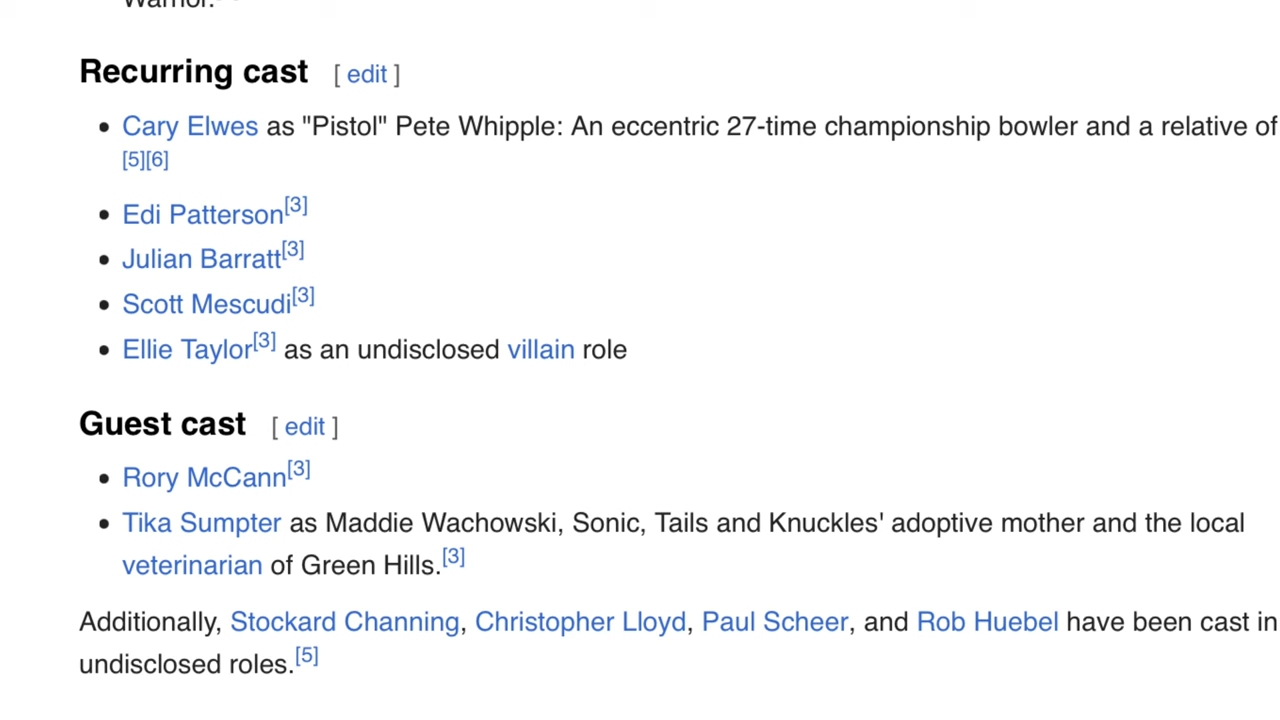 Warrior.
Recurring cast [ edit ]
Cary Elwes as "Pistol" Pete Whipple: An eccentric 27-time championship bowler and a relative of
[5][6]
Edi Patterson[3]
Julian Barratt[3]
Scott Mescudi[3]
Ellie Taylor[3] as an undisclosed villain role
Guest cast [ edit ]
Rory McCann[3]
Tika Sumpter as Maddie Wachowski, Sonic, Tails and Knuckles' adoptive mother and the local
veterinarian of Green Hills.[3]
Additionally, Stockard Channing, Christopher Lloyd, Paul Scheer, and Rob Huebel have been cast in
undisclosed roles.[5]